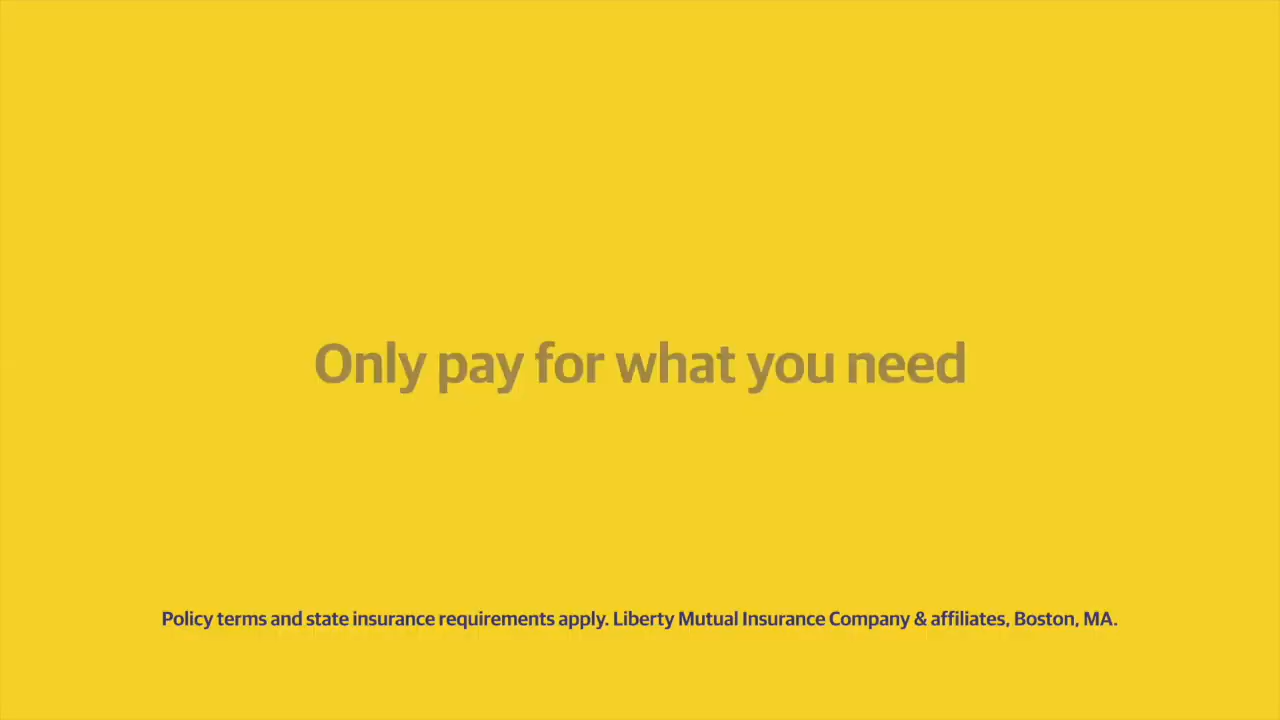 Only pay for what you need
Policy terms and state insurance requirements apply. Liberty Mutual Insurance Company & affiliates, Boston, MA.